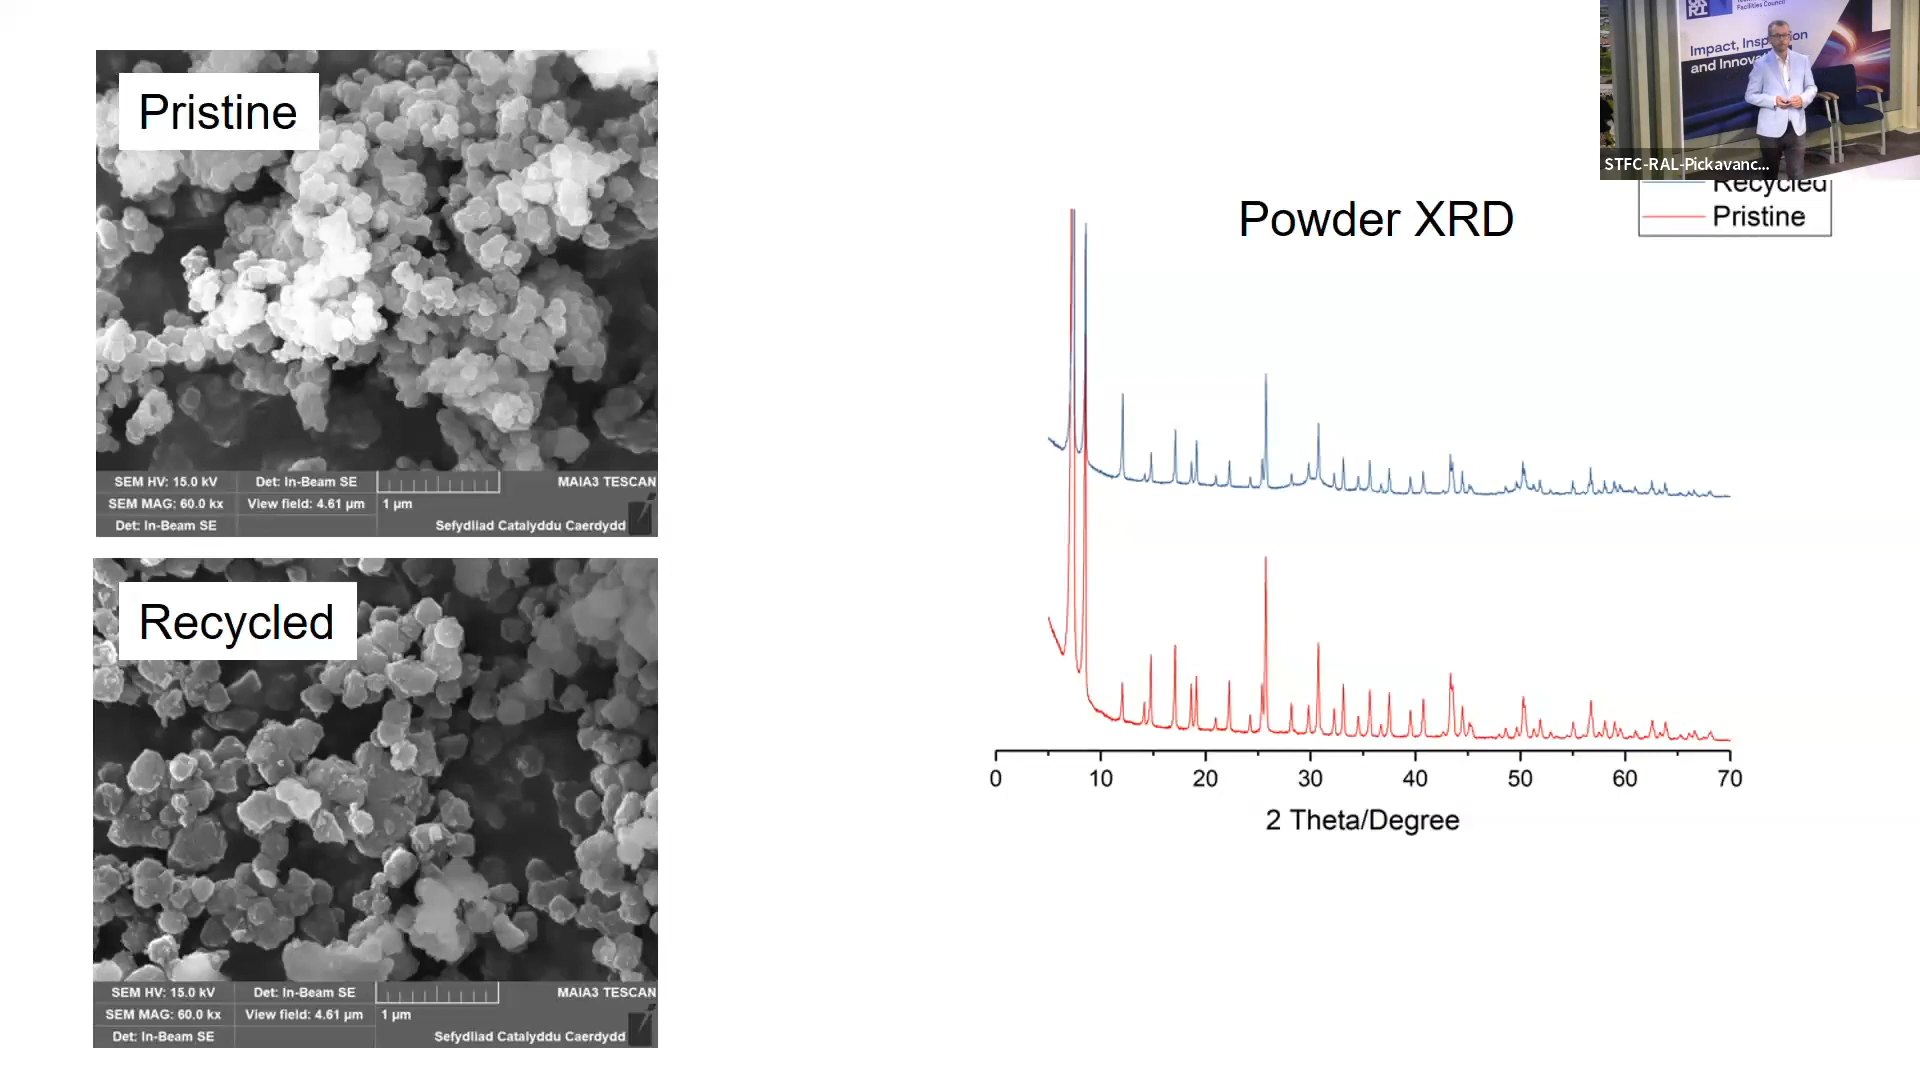 Pristine
SEM HV: 15.0 kV
Det: In-Beam SE
MAIA3 TESCAN
SEM MAG: 60.0 kx
View field: 4.61 µm
1 µm
Det: In-Beam SE
Sefydliad Catalyddu Caerdydd
Recycled
SEM HV: 15.0 kV
Det: In-Beam SE
MAIA3 TESCAN
SEM MAG: 60.0 kx
View field: 4.61 µm
1 µm
Det: In-Beam SE
Sefydliad Catalyddu Caerdydd
Powder XRD
Recycled
Pristine
0 10 20 30 40 50 60 70
2 Theta/Degree
Facilities Council
Impact,
and
STFC-RAL-Pickavanc...